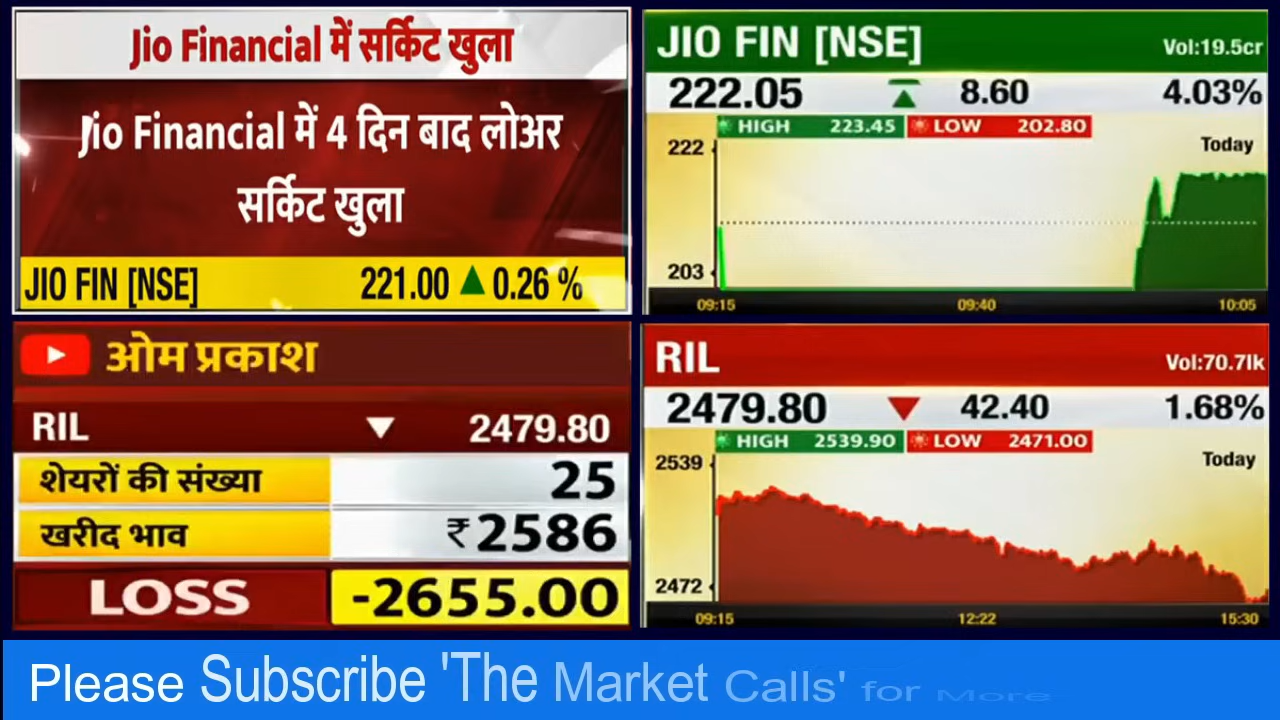 Jio Financial में सर्किट खुला
Jio Financial में 4 दिन बाद लोअर
सर्किट खुला
JIO FIN [NSE] 221.00 ▲ 0.26 %
JIO FIN [NSE] Vol:19.5cr
222.05 ▲ 8.60 4.03%
HIGH 223.45 LOW 202.80
Today
222
203
09:15 09:40 10:05
ओम प्रकाश
RIL ▼ 2479.80
शेयरों की संख्या 25
खरीद भाव ₹2586
LOSS -2655.00
RIL Vol:70.7lk
2479.80 ▼ 42.40 1.68%
HIGH 2539.90 LOW 2471.00
Today
2539
2472
09:15 12:22 15:30
Please Subscribe 'The Market Calls' for More